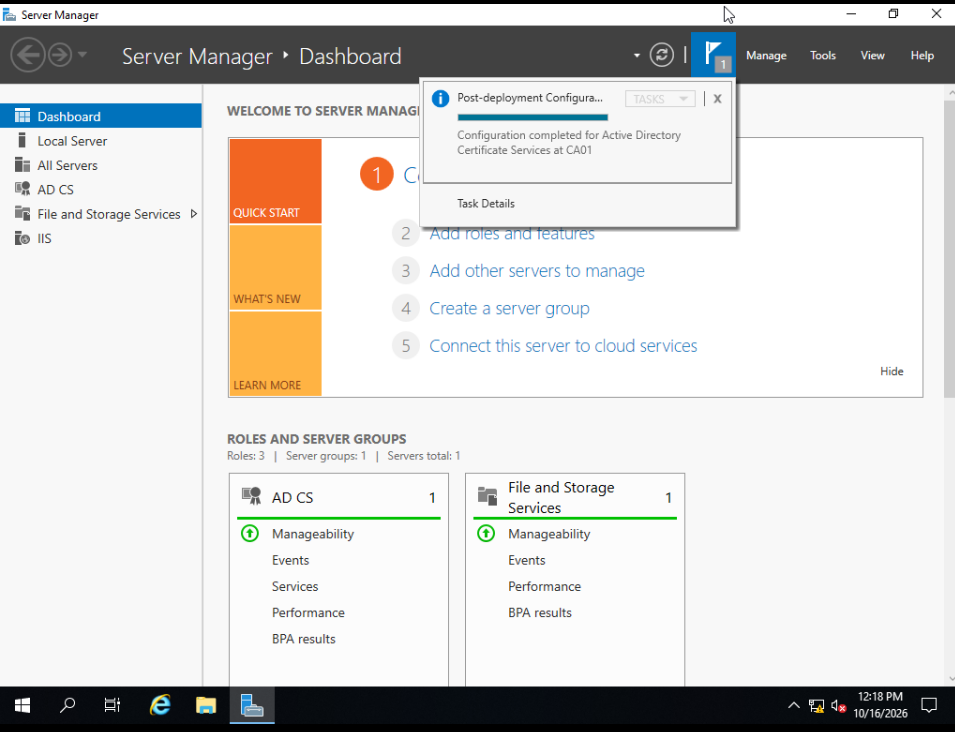 Server Manager
Server Manager ‣ Dashboard
1
Manage
Tools
View
Help
Dashboard
Local Server
All Servers
AD CS
File and Storage Services
IIS
WELCOME TO SERVER MANAG
Post-deployment Configura...
TASKS
X
Configuration completed for Active Directory
Certificate Services at CA01
Task Details
QUICK START
WHAT'S NEW
LEARN MORE
1
2 Add roles and features
3 Add other servers to manage
4 Create a server group
5 Connect this server to cloud services
Hide
ROLES AND SERVER GROUPS
Roles: 3 | Server groups: 1 | Servers total: 1
AD CS 1
Manageability
Events
Services
Performance
BPA results
File and Storage
Services 1
Manageability
Events
Performance
BPA results
12:18 PM
10/16/2026